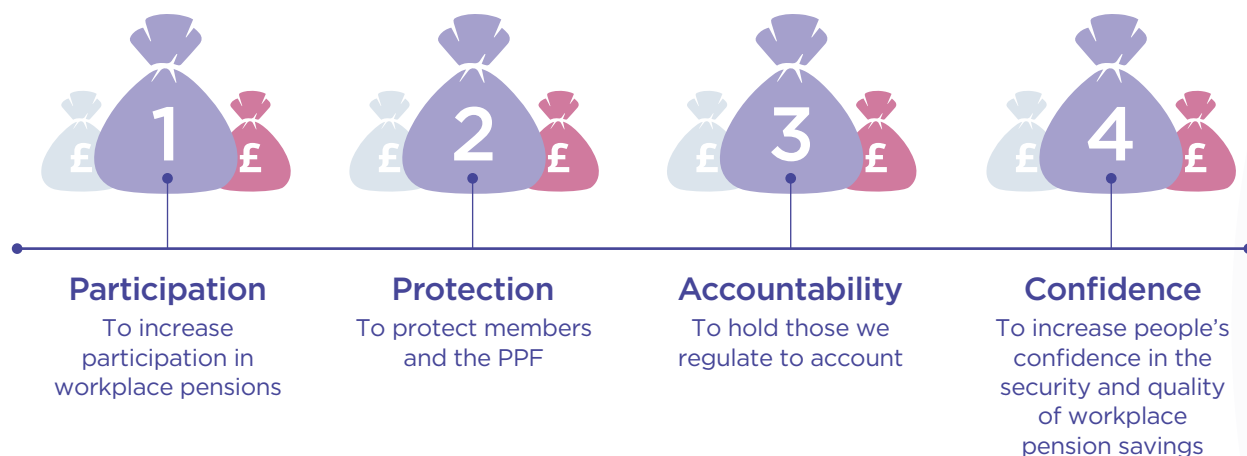 £ 1 £
£ 2 £
£ 3 £
£ 4 £
Participation
To increase
participation in
workplace pensions
Protection
To protect members
and the PPF
Accountability
To hold those we
regulate to account
Confidence
To increase people’s
confidence in the
security and quality
of workplace
pension savings